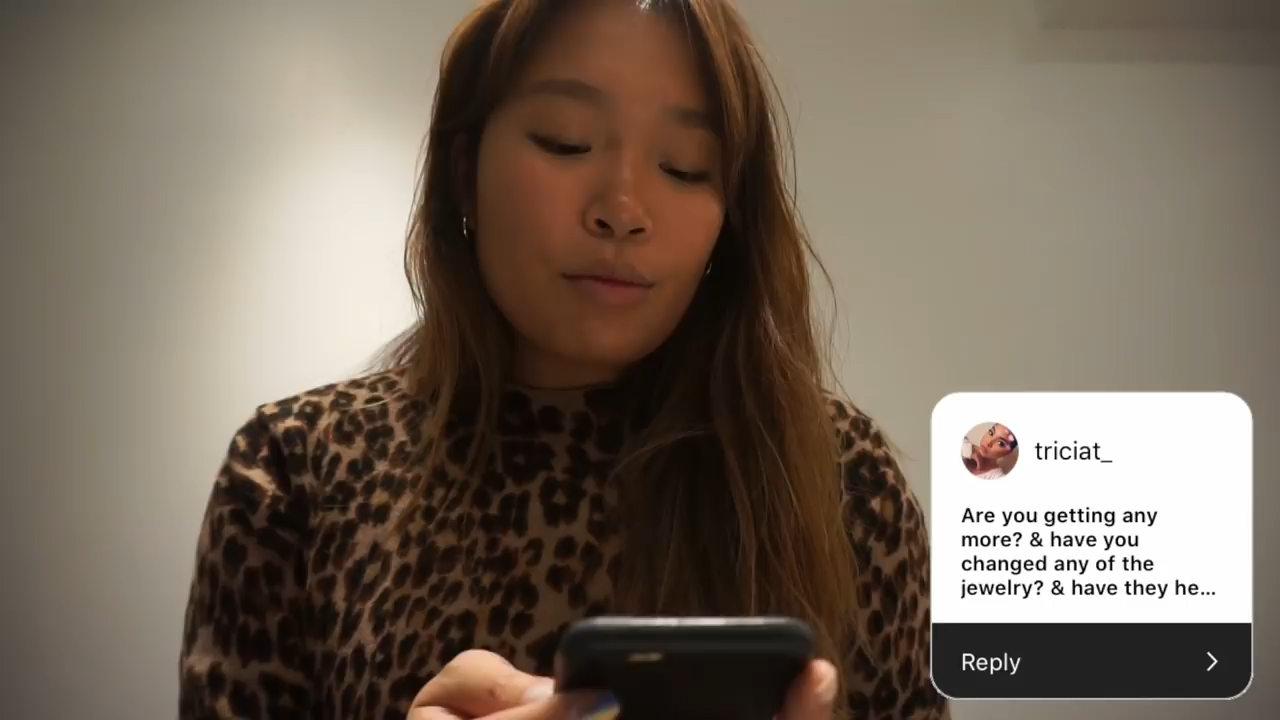 triciat_
Are you getting any
more? & have you
changed any of the
jewelry? & have they he...
Reply